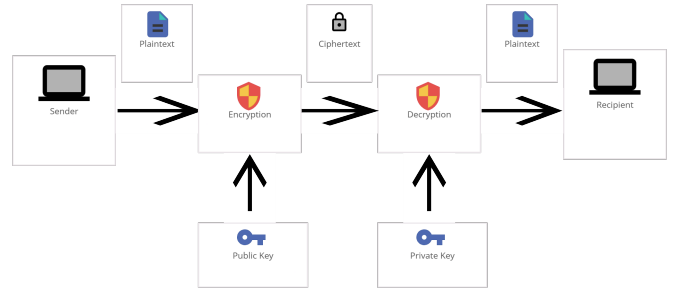 Plaintext
Ciphertext
Plaintext
Sender
Encryption
Decryption
Recipient
Public Key
Private Key